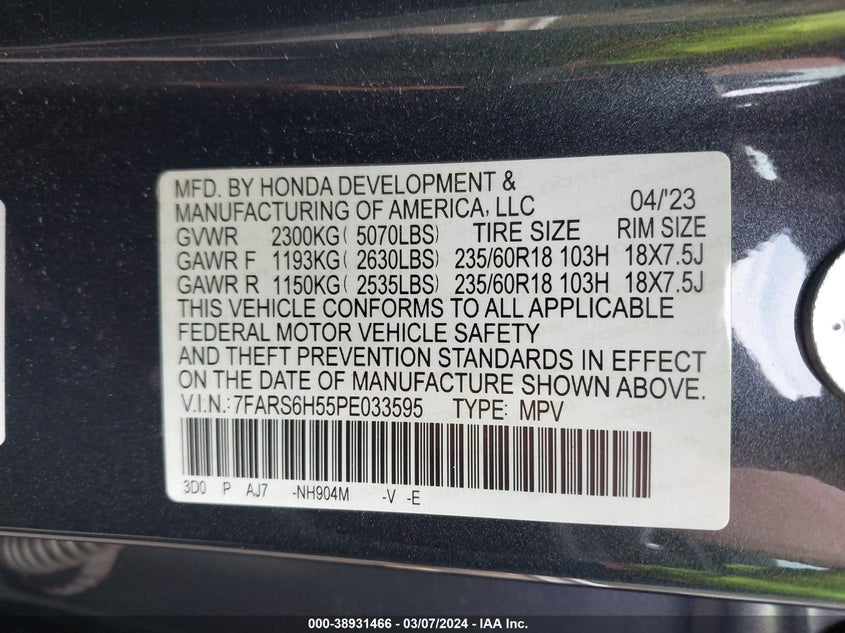 MFD. BY HONDA DEVELOPMENT &
MANUFACTURING OF AMERICA, LLC 04/'23
GVWR 2300KG( 5070LBS) TIRE SIZE RIM SIZE
GAWR F 1193KG( 2630LBS) 235/60R18 103H 18X7.5J
GAWR R 1150KG( 2535LBS) 235/60R18 103H 18X7.5J
THIS VEHICLE CONFORMS TO ALL APPLICABLE
FEDERAL MOTOR VEHICLE SAFETY
AND THEFT PREVENTION STANDARDS IN EFFECT
ON THE DATE OF MANUFACTURE SHOWN ABOVE.
V.I.N.:7FARS6H55PE033595 TYPE: MPV
3D0 P AJ7 -NH904M -V -E
000-38931466 - 03/07/2024 - IAA Inc.